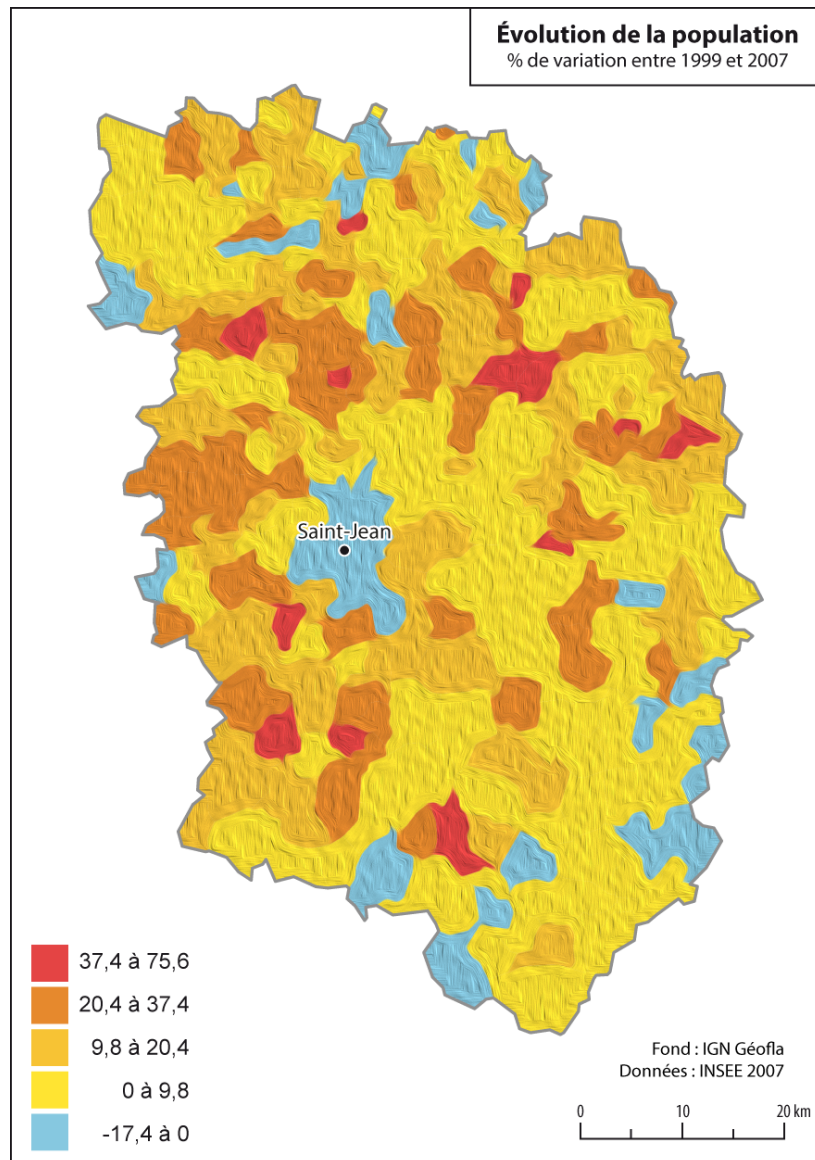 Évolution de la population
% de variation entre 1999 et 2007
Saint-Jean
37,4 à 75,6
20,4 à 37,4
9,8 à 20,4
0 à 9,8
-17,4 à 0
Fond : IGN Géofla
Données : INSEE 2007
0 10 20 km